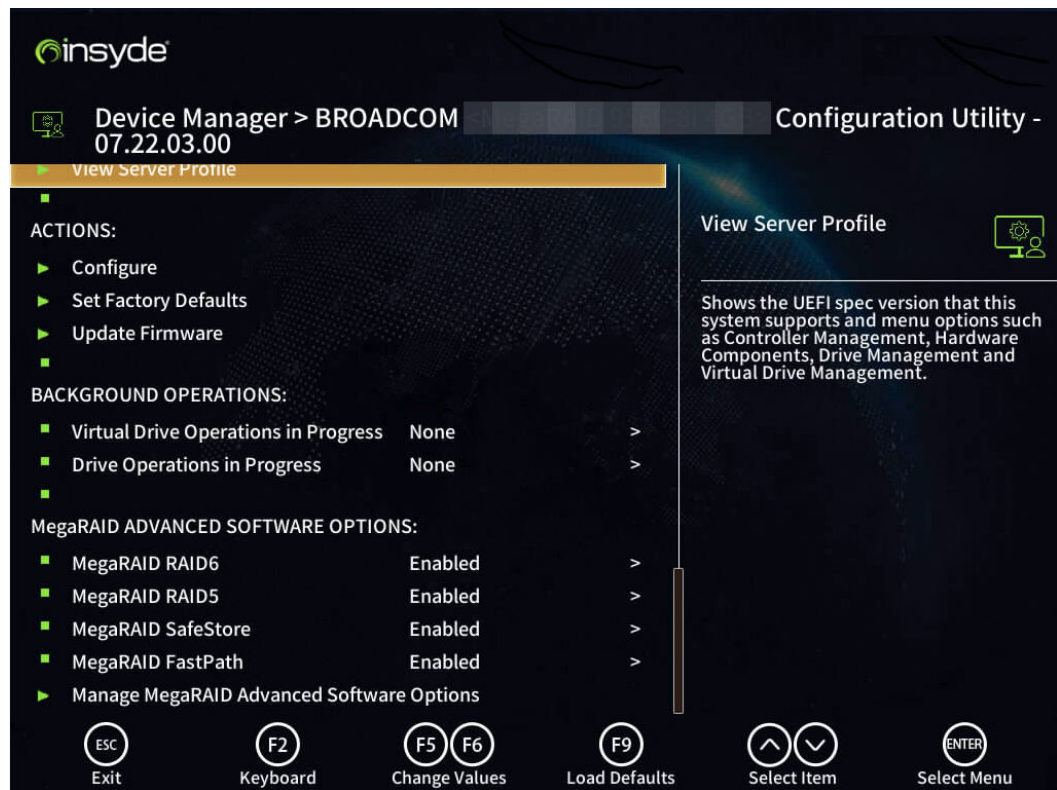 insyde
Device Manager > BROADCOM Configuration Utility -
07.22.03.00
View Server Profile
ACTIONS:
Configure
Set Factory Defaults
Update Firmware
BACKGROUND OPERATIONS:
Virtual Drive Operations in Progress None >
Drive Operations in Progress None >
MegaRAID ADVANCED SOFTWARE OPTIONS:
MegaRAID RAID6 Enabled >
MegaRAID RAID5 Enabled >
MegaRAID SafeStore Enabled >
MegaRAID FastPath Enabled >
Manage MegaRAID Advanced Software Options
View Server Profile
Shows the UEFI spec version that this
system supports and menu options such
as Controller Management, Hardware
Components, Drive Management and
Virtual Drive Management.
ESC F2 F5 F6 F9 ENTER
Exit Keyboard Change Values Load Defaults Select Item Select Menu